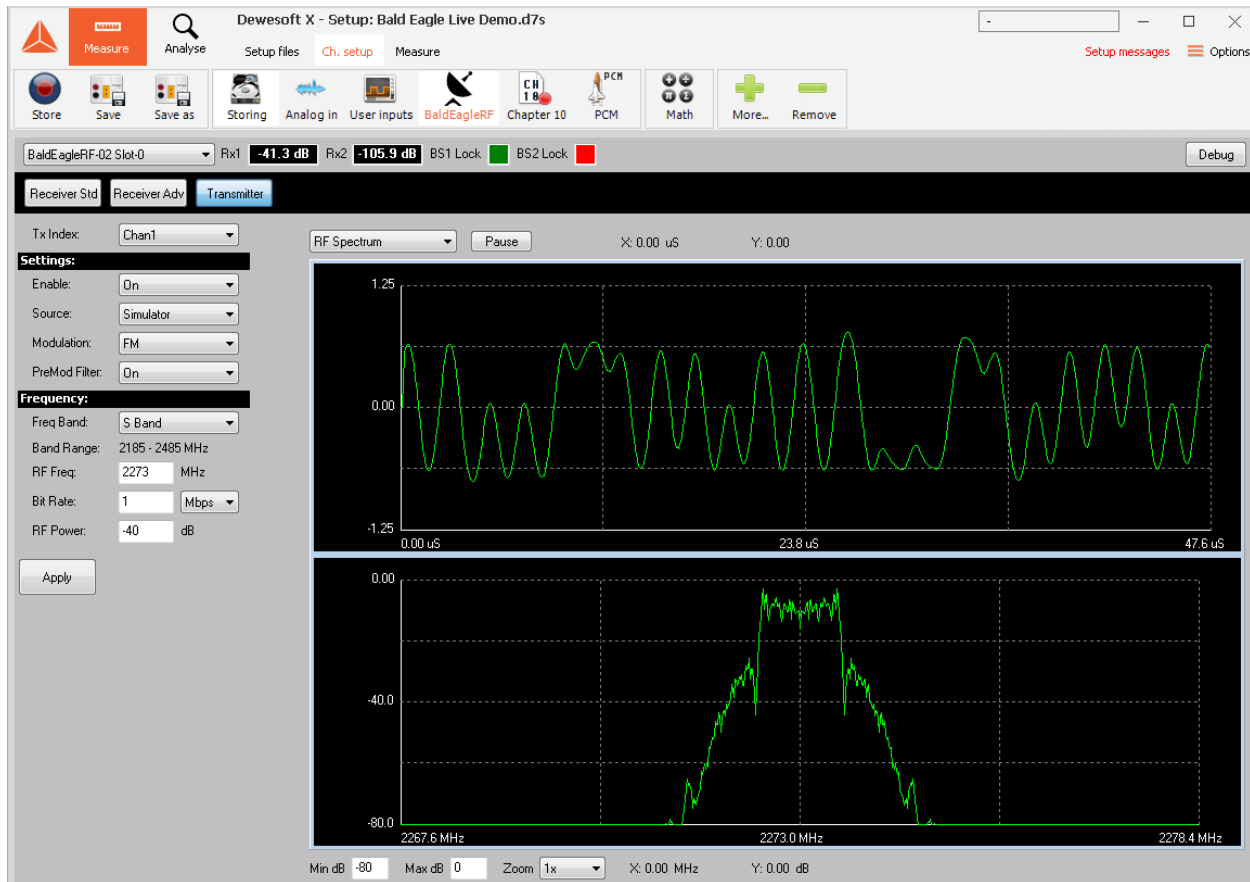 Dewesoft X - Setup: Bald Eagle Live Demo.d7s
-
Measure
Analyse
Setup files Ch. setup Measure
Setup messages Options
CH
10
PCM
Store Save Save as Storing Analog in User inputs BaldEagleRF Chapter 10 PCM Math More... Remove
BaldEagleRF-02 Slot-0 Rx1 -41.3 dB Rx2 -105.9 dB BS1 Lock BS2 Lock Debug
Receiver Std Receiver Adv Transmitter
Tx Index: Chan1
Settings:
Enable: On
Source: Simulator
Modulation: FM
PreMod Filter: On
Frequency:
Freq Band: S Band
Band Range: 2185 - 2485 MHz
RF Freq: 2273 MHz
Bit Rate: 1 Mbps
RF Power: -40 dB
Apply
RF Spectrum Pause X: 0.00 uS Y: 0.00
1.25
0.00
-1.25
0.00 uS 23.8 uS 47.6 uS
0.00
-40.0
-80.0
2267.6 MHz 2273.0 MHz 2278.4 MHz
Min dB -80 Max dB 0 Zoom 1x X: 0.00 MHz Y: 0.00 dB